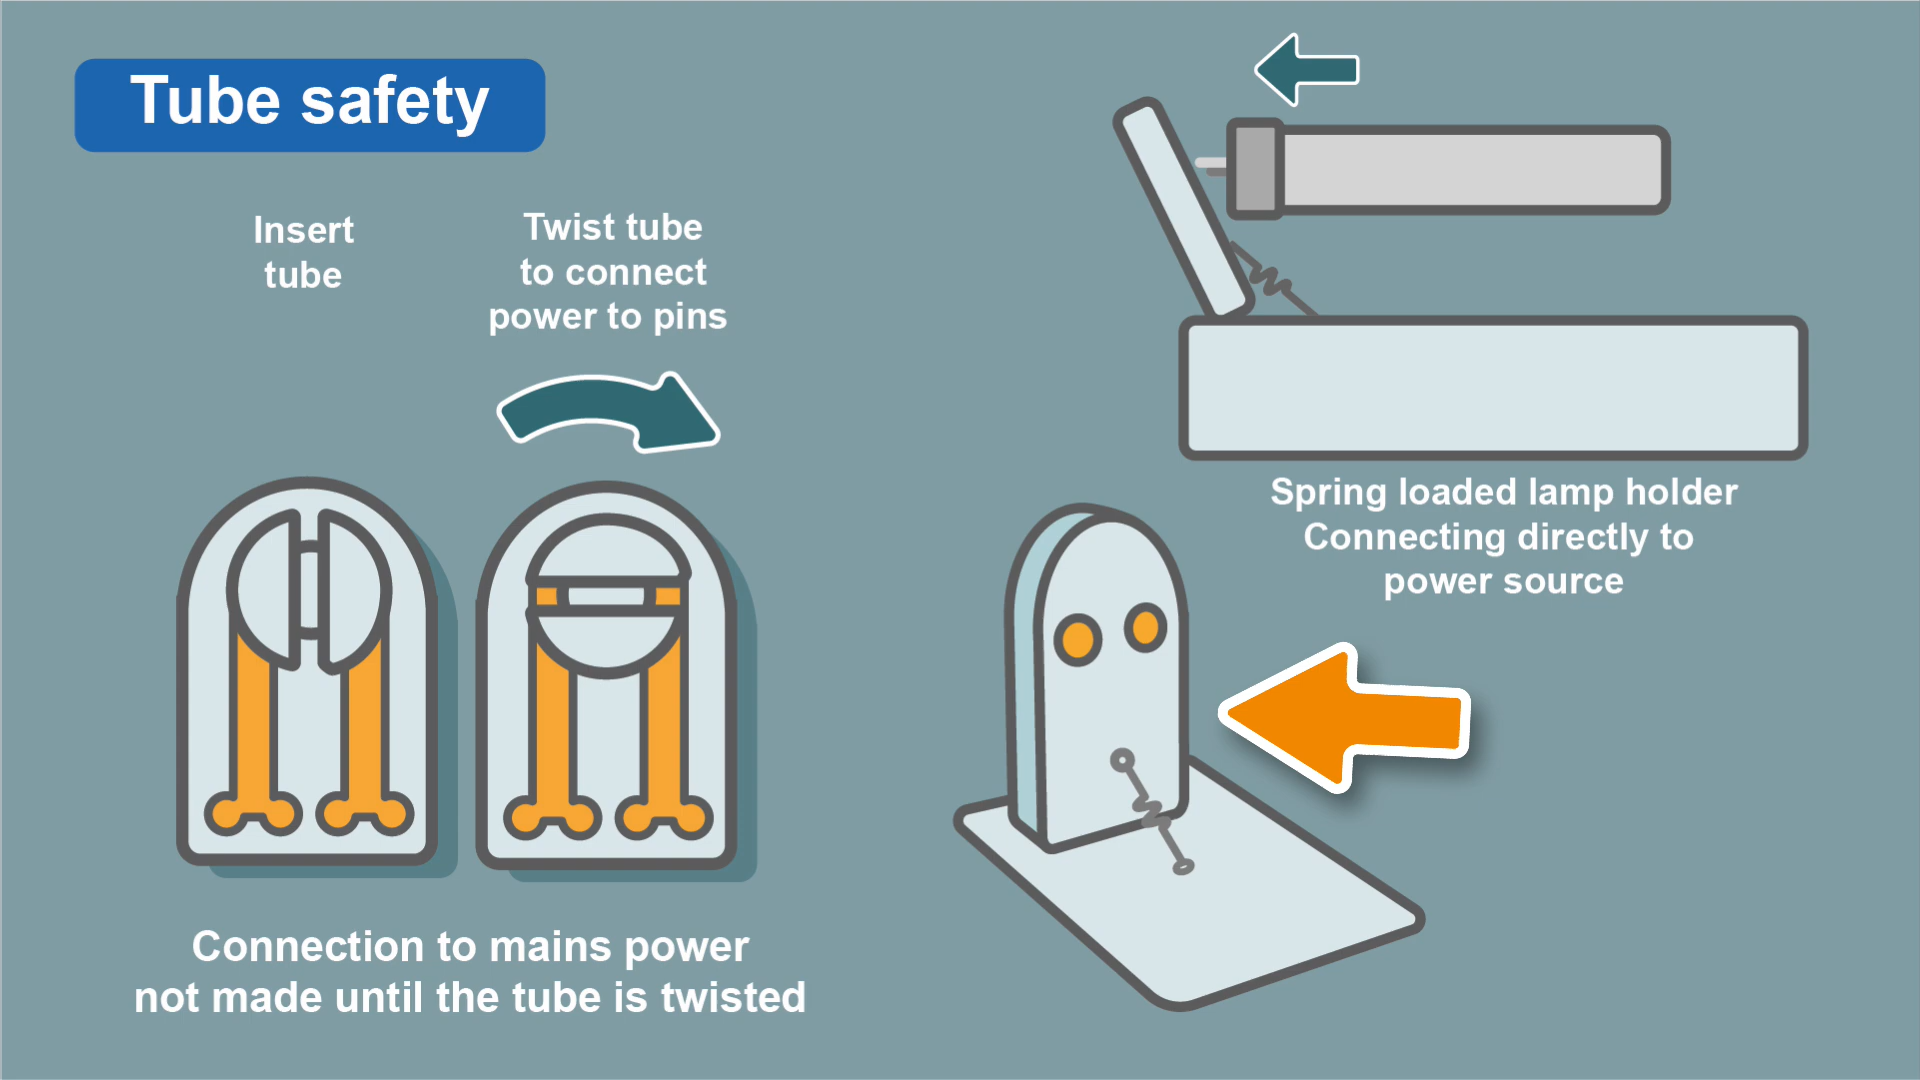 Tube safety
Insert
tube
Twist tube
to connect
power to pins
Spring loaded lamp holder
Connecting directly to
power source
Connection to mains power
not made until the tube is twisted